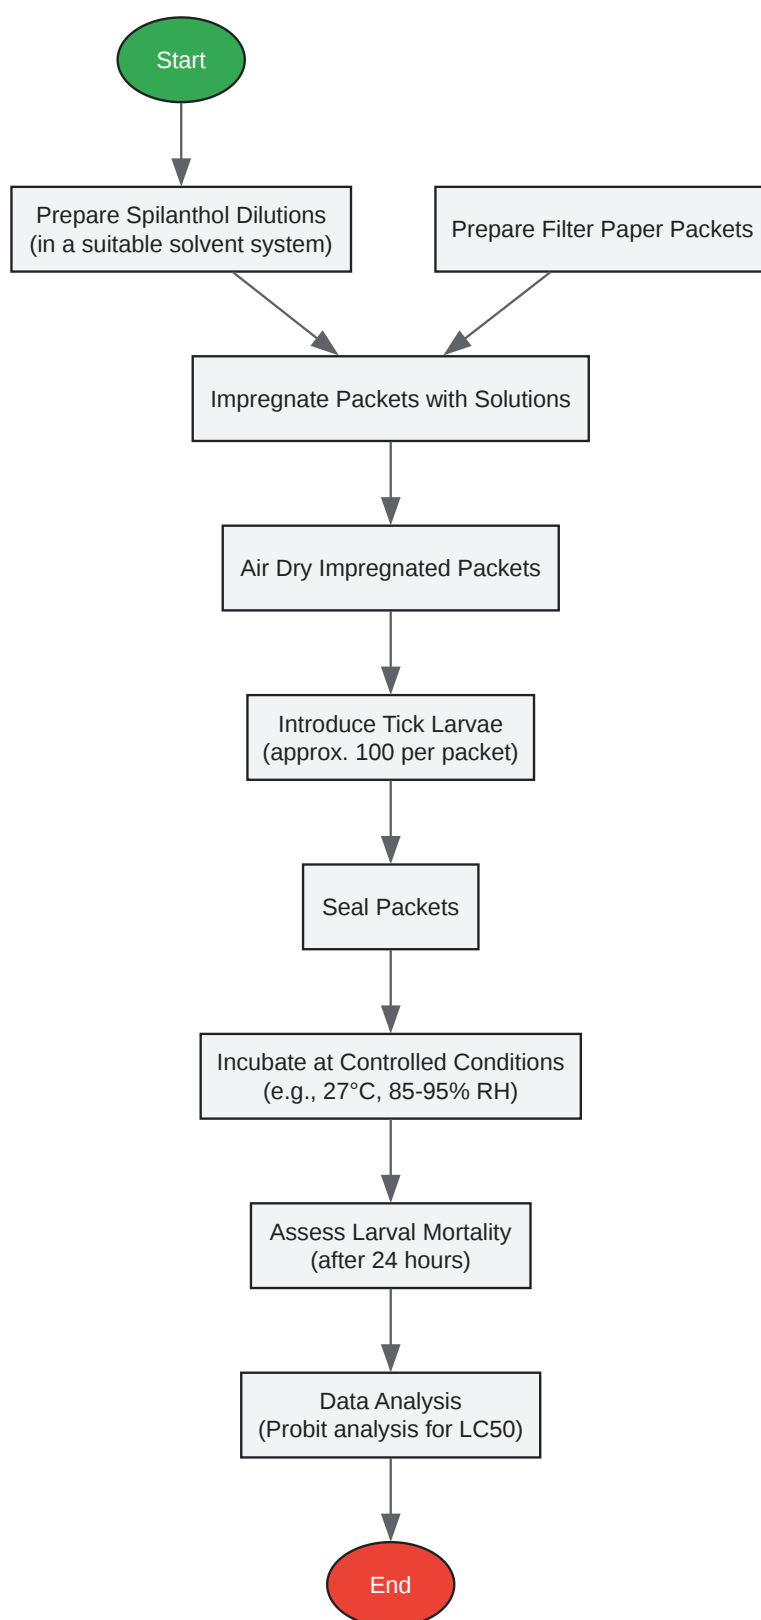 Start
Prepare Spilanthol Dilutions
(in a suitable solvent system)
Prepare Filter Paper Packets
Impregnate Packets with Solutions
Air Dry Impregnated Packets
Introduce Tick Larvae
(approx. 100 per packet)
Seal Packets
Incubate at Controlled Conditions
(e.g., 27°C, 85-95% RH)
Assess Larval Mortality
(after 24 hours)
Data Analysis
(Probit analysis for LC50)
End